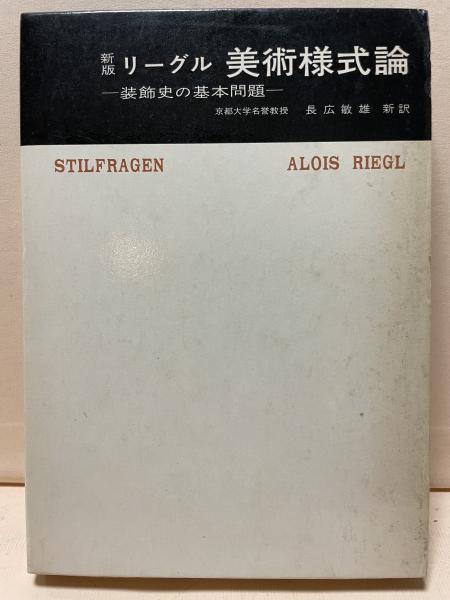 新版 リーグル 美術様式論
—装飾史の基本問題—
京都大学名誉教授 長広敏雄 新訳
STILFRAGEN ALOIS RIEGL